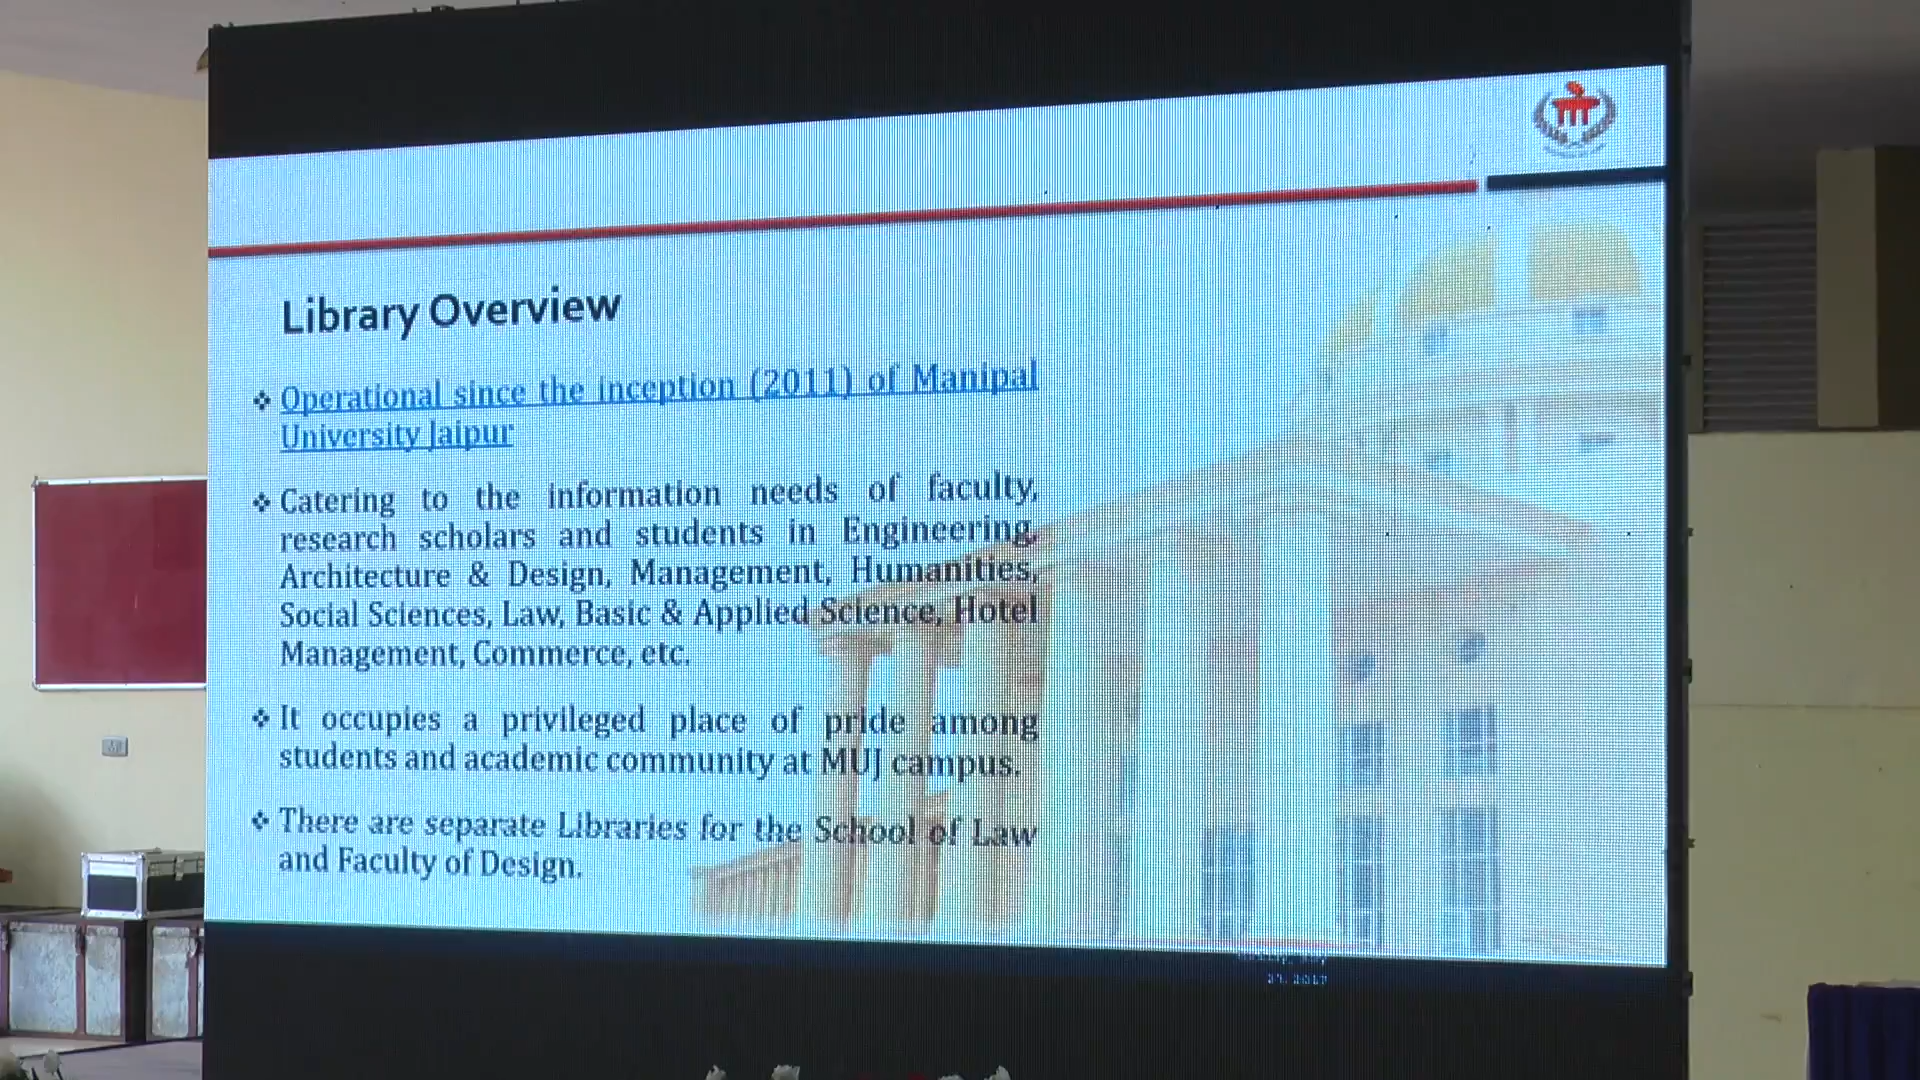 Library Overview
❖ Operational since the inception (2011) of Manipal
University Jaipur
❖ Catering to the information needs of faculty,
research scholars and students in Engineering,
Architecture & Design, Management, Humanities,
Social Sciences, Law, Basic & Applied Science, Hotel
Management, Commerce, etc.
❖ It occupies a privileged place of pride among
students and academic community at MUJ campus.
❖ There are separate Libraries for the School of Law
and Faculty of Design.